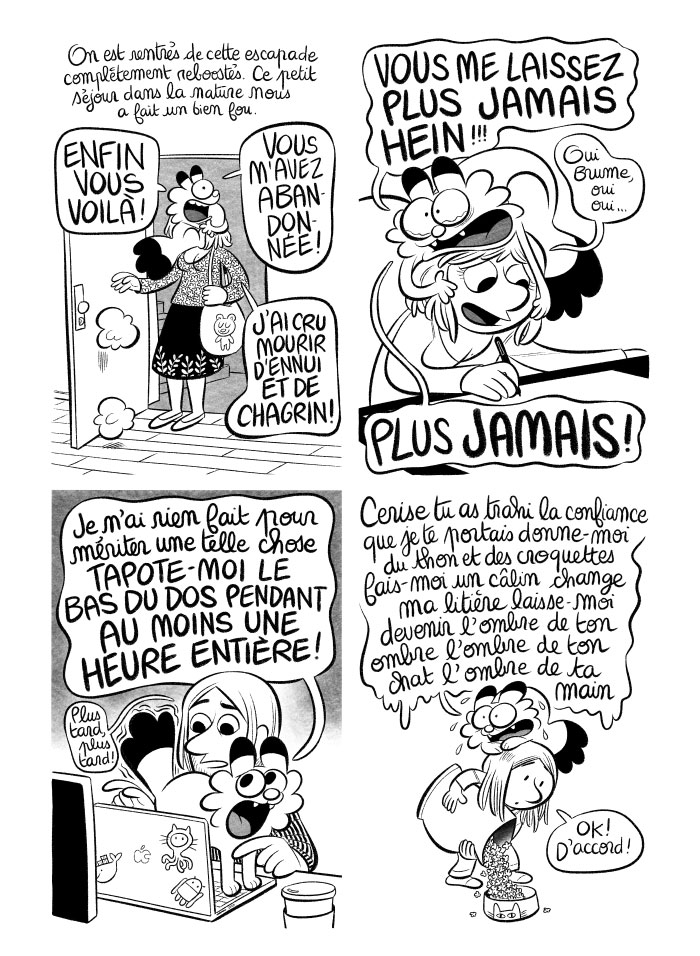 On est rentrés de cette escapade
complètement reboostés. Ce petit
séjour dans la nature nous
a fait un bien fou.
ENFIN
VOUS
VOILÀ!
VOUS
M'AVEZ
ABAN-
DON-
NÉE!
J'AI CRU
MOURIR
D'ENNUI
ET DE
CHAGRIN!
VOUS ME LAISSEZ
PLUS JAMAIS
HEIN!!!
Oui
Brume,
oui
oui...
PLUS JAMAIS!
Je n'ai rien fait pour
mériter une telle chose
TAPOTE-MOI LE
BAS DU DOS PENDANT
AU MOINS UNE
HEURE ENTIÈRE!
Plus
tard,
plus
tard!
Cerise tu as trahi la confiance
que je te portais donne-moi
du thon et des croquettes
fais-moi un câlin change
ma litière laisse-moi
devenir l'ombre de ton
ombre l'ombre de ton
chat l'ombre de ta
main
OK!
D'accord!